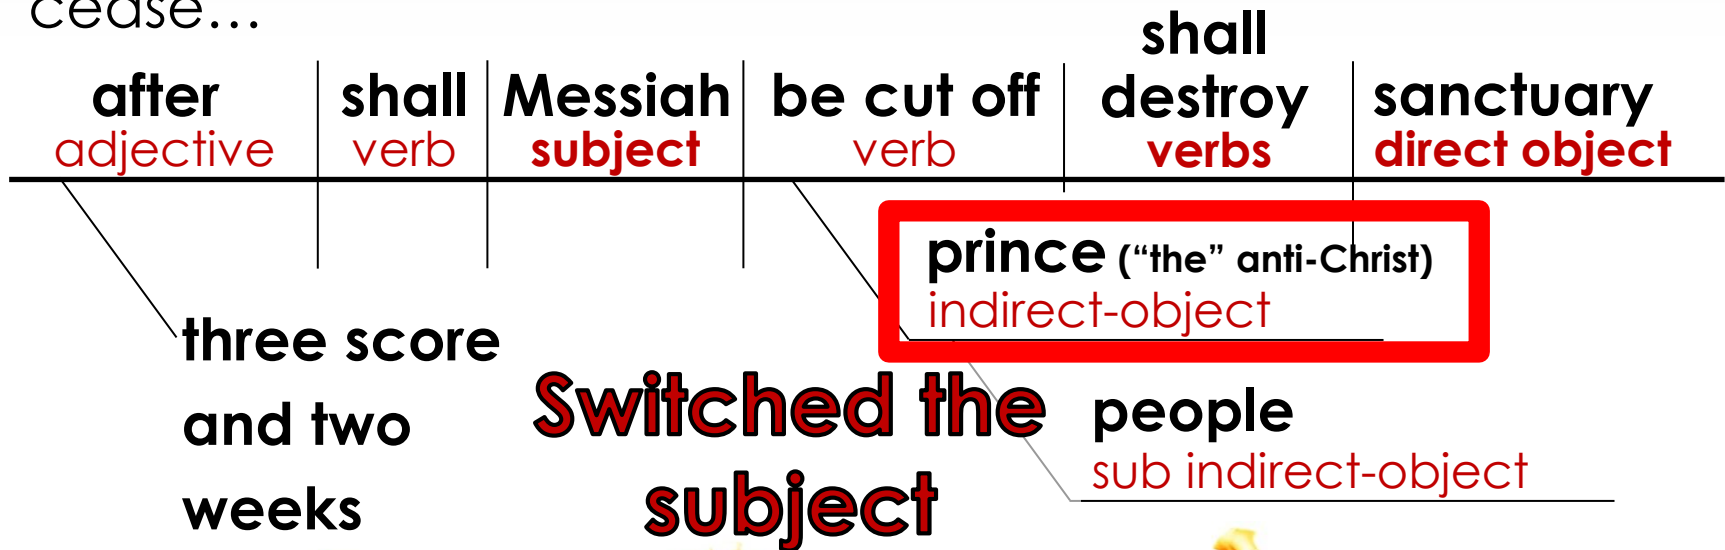 cease…
shall
after shall Messiah be cut off destroy sanctuary
adjective verb subject verb verbs direct object
prince (“the” anti-Christ)
indirect-object
three score
and two
weeks
Switched the
subject
people
sub indirect-object